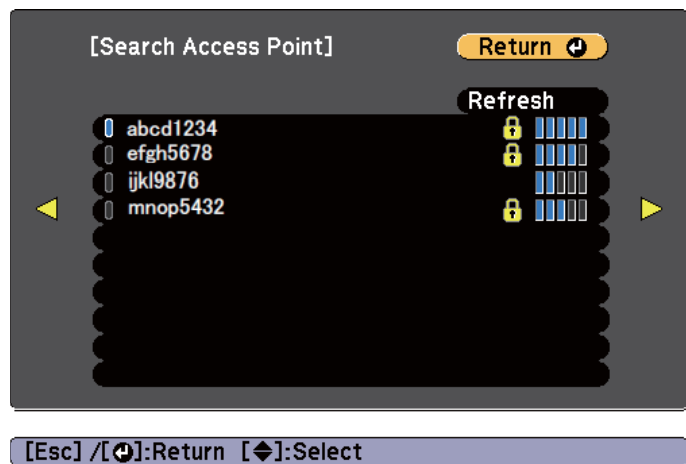 [Search Access Point]
Return
Refresh
abcd1234
efgh5678
ijkl9876
mnop5432
[Esc] /[⏎]:Return [◆]:Select